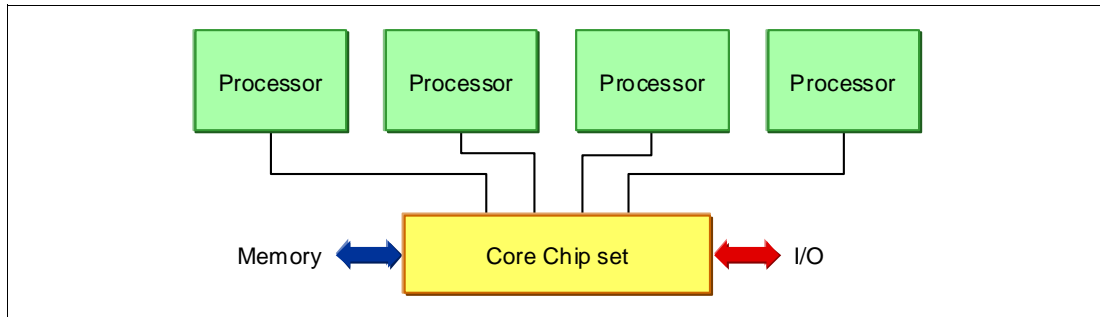 Processor
Processor
Processor
Processor
Memory
Core Chip set
I/O